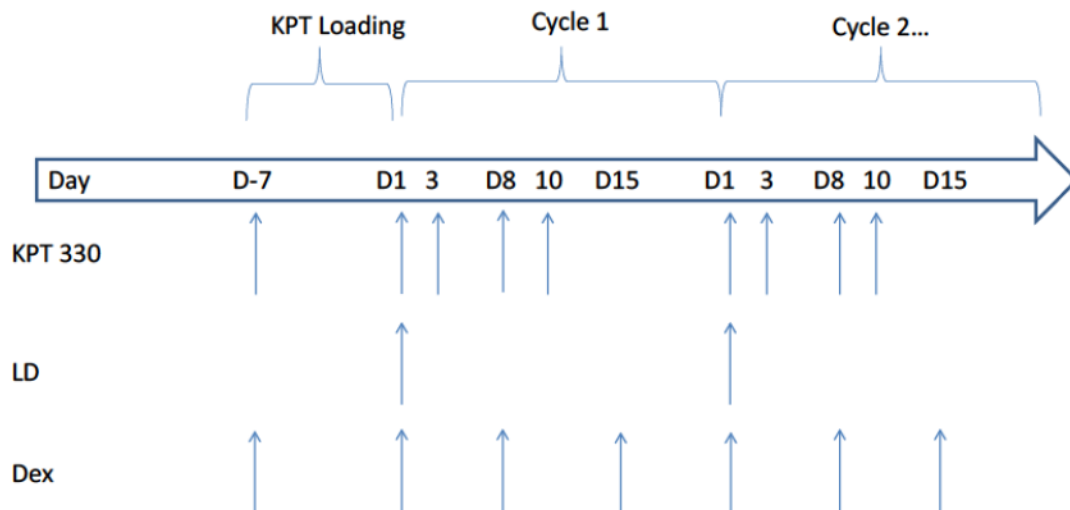 KPT Loading
Cycle 1
Cycle 2...
Day D-7 D1 3 D8 10 D15 D1 3 D8 10 D15
KPT 330
LD
Dex